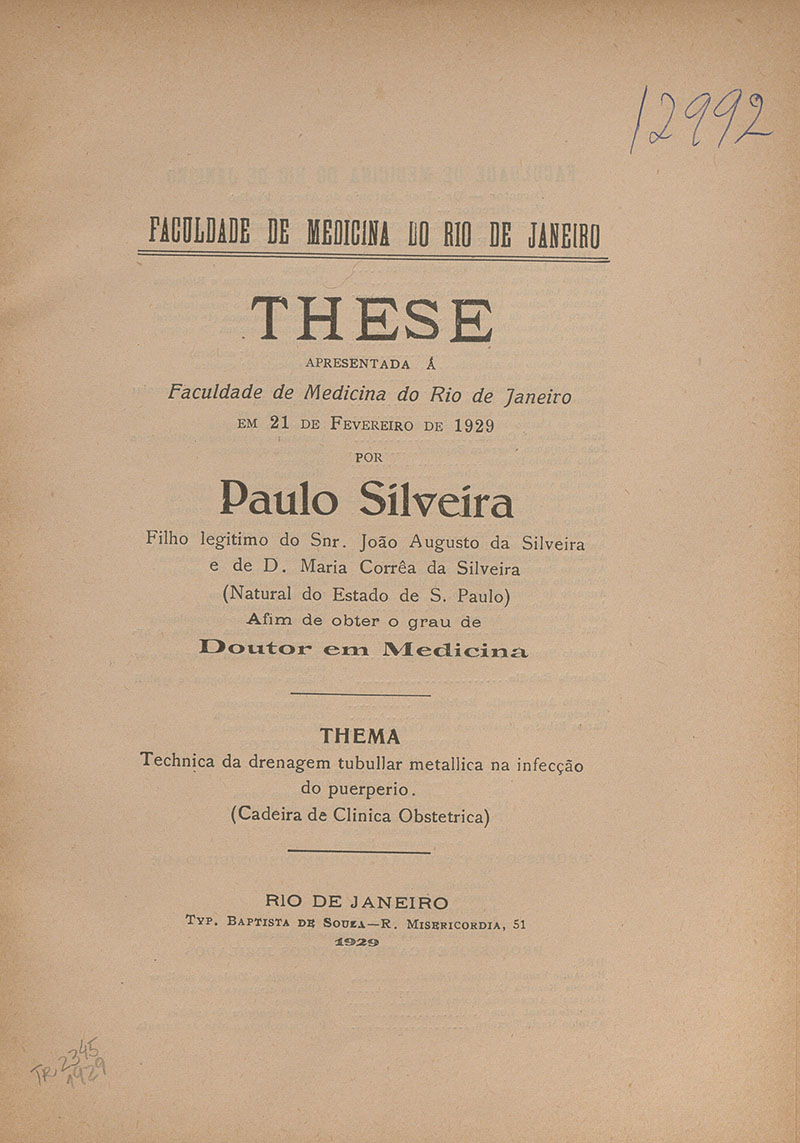 12992
FACULDADE DE MEDICINA DO RIO DE JANEIRO
THESE
APRESENTADA Á
Faculdade de Medicina do Rio de Janeiro
EM 21 DE FEVEREIRO DE 1929
POR
Paulo Silveira
Filho legitimo do Snr. João Augusto da Silveira
e de D. Maria Corrêa da Silveira
(Natural do Estado de S. Paulo)
Afim de obter o grau de
Doutor em Medicina
THEMA
Technica da drenagem tubullar metallica na infecção
do puerperio.
(Cadeira de Clinica Obstetrica)
RIO DE JANEIRO
TYP. BAPTISTA DE SOUZA—R. MISERICORDIA, 51
1929
TR 2345
1929